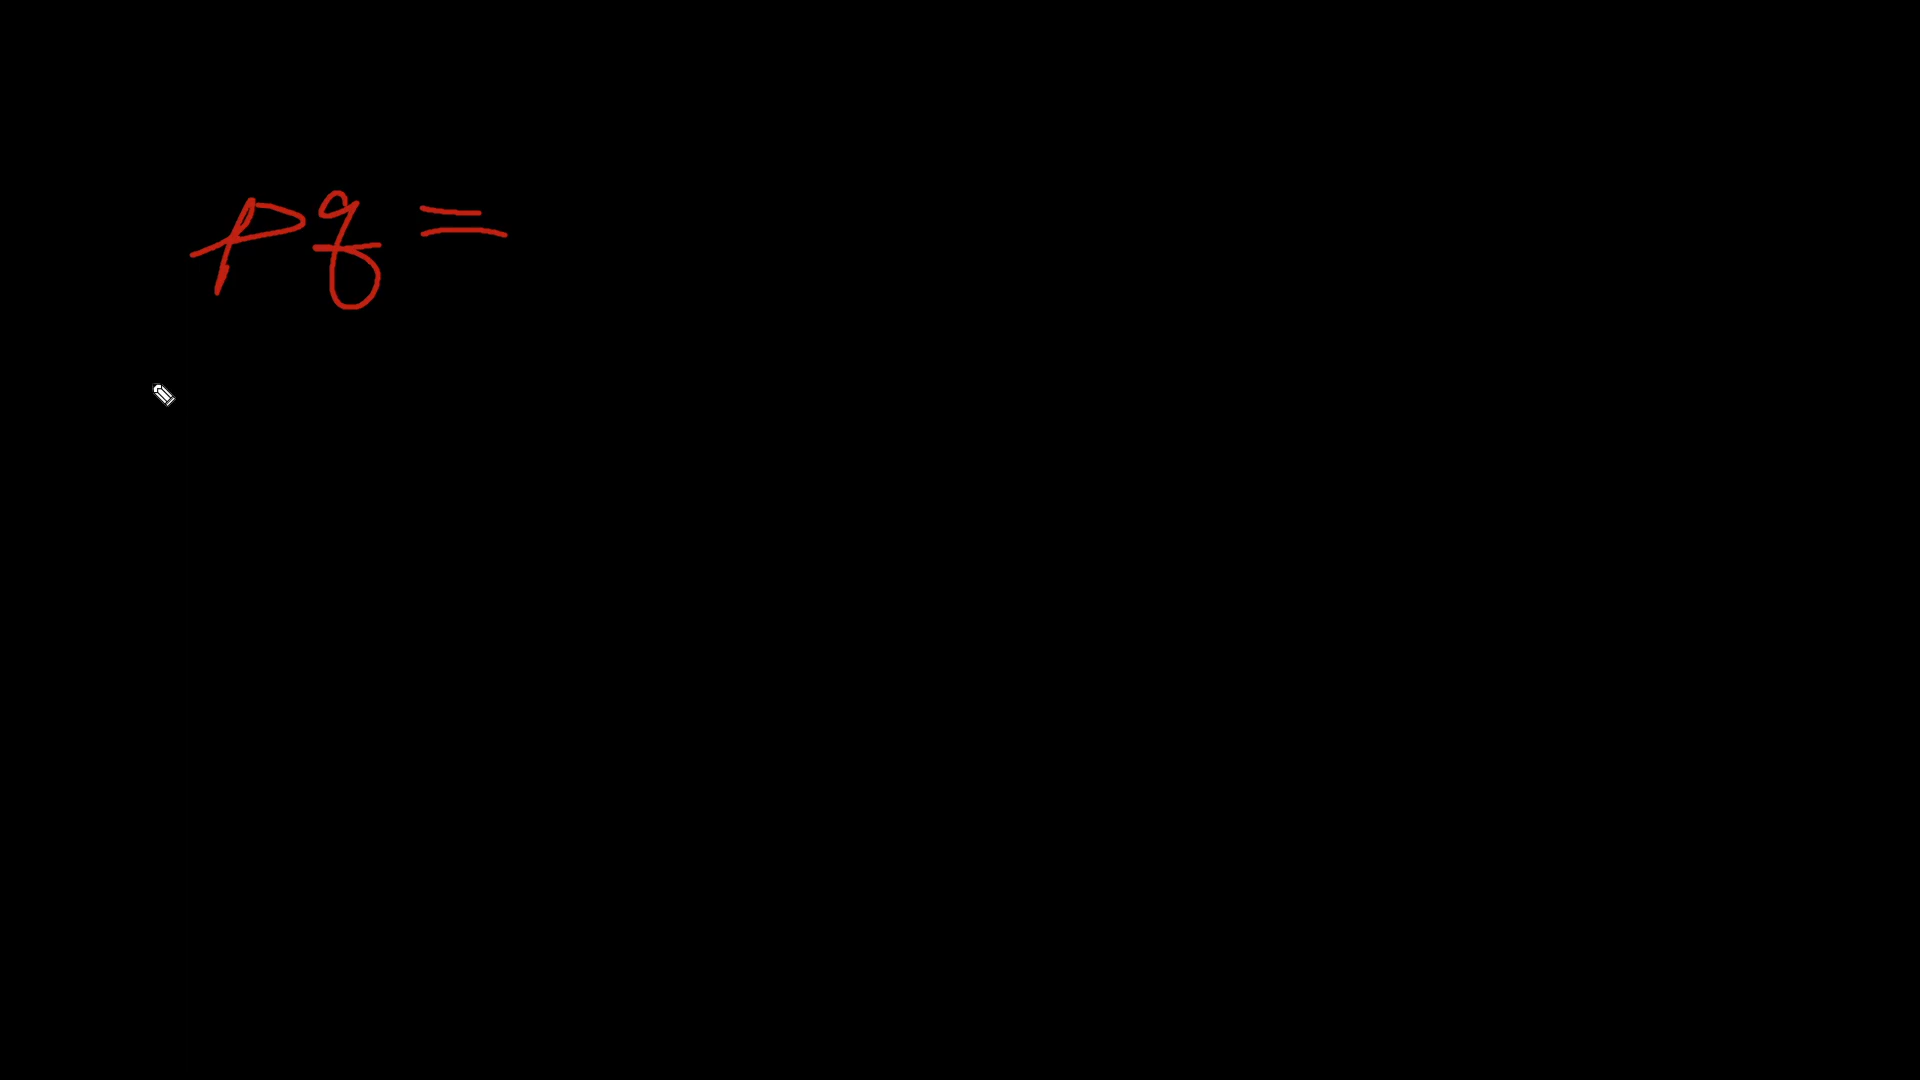 pq =